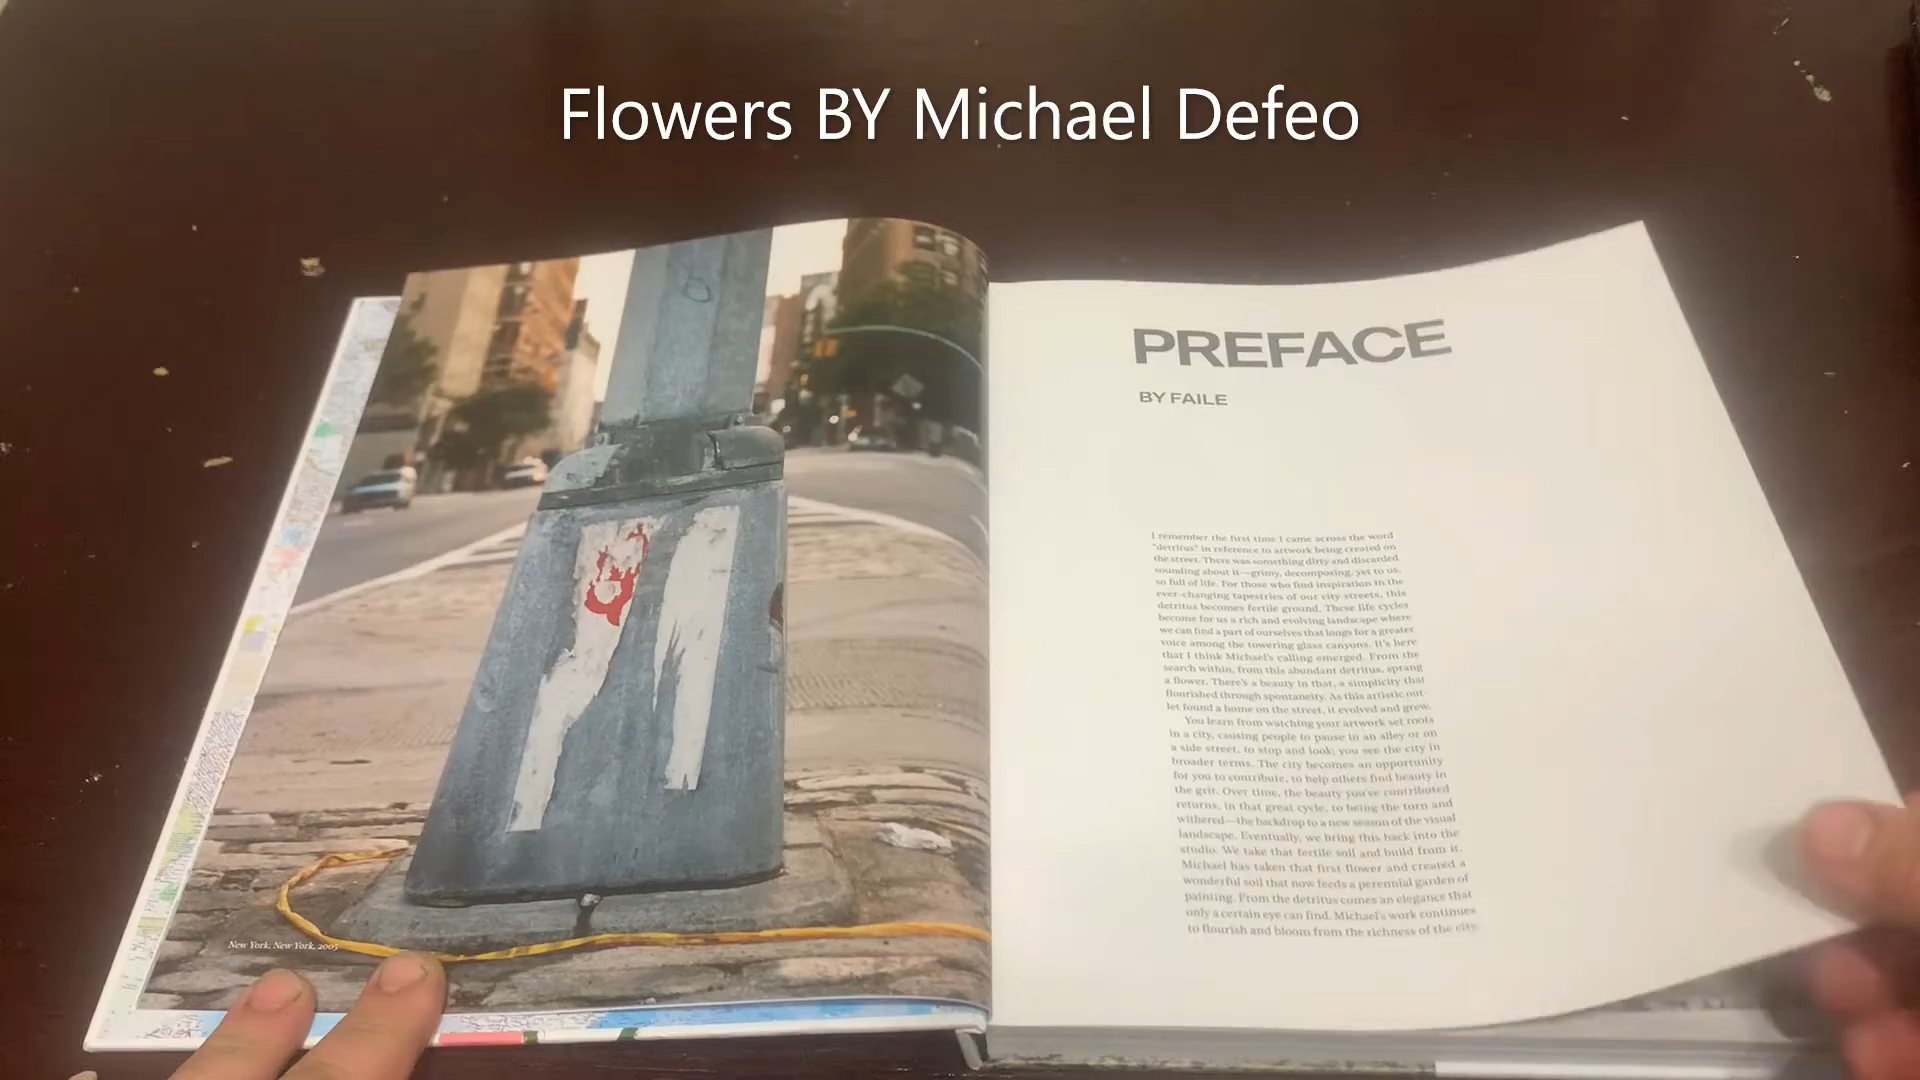 Flowers BY Michael Defeo
New York, New York, 2005
PREFACE
BY FAILE
I remember the first time I came across the word
"detritus" in reference to artwork being created on
the street. There was something dirty and discarded
sounding about it—grimy, decomposing, yet to us,
so full of life. For those who find inspiration in the
ever-changing tapestries of our city streets, this
detritus becomes fertile ground. These life cycles
become for us a rich and evolving landscape where
we can find a part of ourselves that longs for a greater
voice among the towering glass canyons. It's here
that I think Michael's calling emerged. From the
search within, from this abundant detritus, sprang
a flower. There's a beauty in that, a simplicity that
flourished through spontaneity. As this artistic out-
let found a home on the street, it evolved and grew.
You learn from watching your artwork set roots
in a city, causing people to pause in an alley or on
a side street, to stop and look; you see the city in
broader terms. The city becomes an opportunity
for you to contribute, to help others find beauty in
the grit. Over time, the beauty you've contributed
returns, in that great cycle, to being the torn and
withered—the backdrop to a new season of the visual
landscape. Eventually, we bring this back into the
studio. We take that fertile soil and build from it.
Michael has taken that first flower and created a
wonderful soil that now feeds a perennial garden of
painting. From the detritus comes an elegance that
only a certain eye can find. Michael's work continues
to flourish and bloom from the richness of the city.